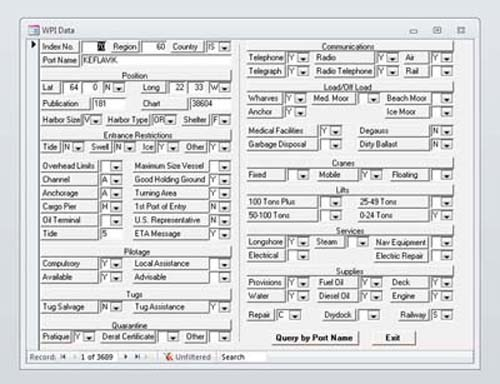 WPI Data
Index No. 70 Region 60 Country IS
Port Name KEFLAVIK.
Position
Lat 64 0 N Long 22 33 W
Publication 181 Chart 38604
Harbor Size V Harbor Type OR Shelter F
Entrance Restrictions
Tide N Swell N Ice Y Other Y
Overhead Limits Maximum Size Vessel
Channel A Good Holding Ground Y
Anchorage A Turning Area Y
Cargo Pier H 1st Port of Entry N
Oil Terminal U.S. Representative N
Tide 5 ETA Message Y
Pilotage
Compulsory Y Local Assistance
Available Y Advisable
Tugs
Tug Salvage N Tug Assistance Y
Quarantine
Pratique Y Derat Certificate Other
Communications
Telephone Y Radio Y Air Y
Telegraph Y Radio Telephone Y Rail
Load/Off Load
Wharves Y Med. Moor Beach Moor
Anchor Y Ice Moor
Medical Facilities Y Degauss N
Garbage Disposal Dirty Ballast N
Cranes
Fixed Mobile Y Floating
Lifts
100 Tons Plus 25-49 Tons
50-100 Tons 0-24 Tons Y
Services
Longshore Y Steam Nav Equipment
Electrical Electric Repair
Supplies
Provisions Y Fuel Oil Y Deck Y
Water Y Diesel Oil Y Engine Y
Repair C Drydock Railway S
Query by Port Name Exit
Record: 1 of 3689 Unfiltered Search